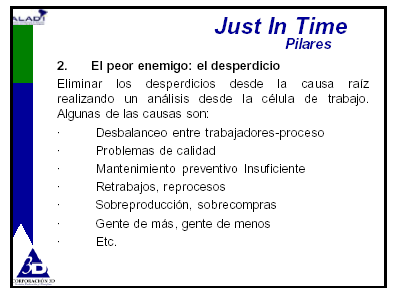 ALADI
Just In Time
Pilares
2. El peor enemigo: el desperdicio
Eliminar los desperdicios desde la causa raíz
realizando un análisis desde la célula de trabajo.
Algunas de las causas son:
· Desbalanceo entre trabajadores-proceso
· Problemas de calidad
· Mantenimiento preventivo Insuficiente
· Retrabajos, reprocesos
· Sobreproducción, sobrecompras
· Gente de más, gente de menos
· Etc.
3D
CORPORACIÓN 3D